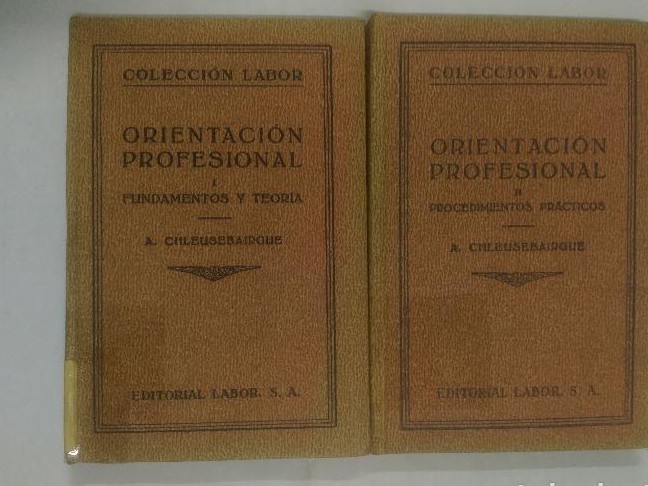 COLECCIÓN LABOR
ORIENTACIÓN
PROFESIONAL
I
FUNDAMENTOS Y TEORÍA
A. CHLEUSEBAIRGUE
EDITORIAL LABOR, S. A.
COLECCIÓN LABOR
ORIENTACIÓN
PROFESIONAL
II
PROCEDIMIENTOS PRÁCTICOS
A. CHLEUSEBAIRGUE
EDITORIAL LABOR, S. A.